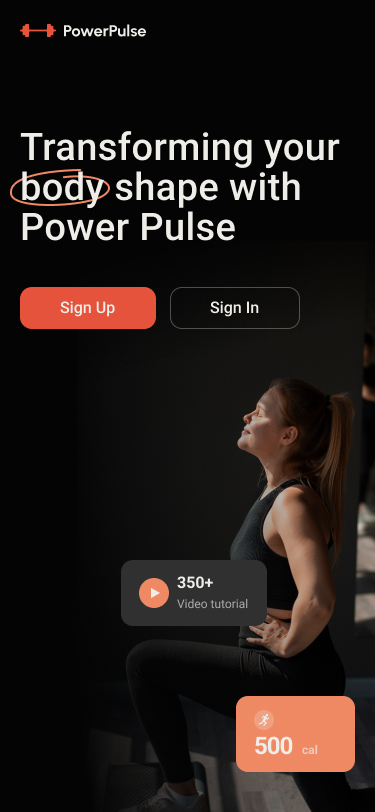 PowerPulse
Transforming your
body shape with
Power Pulse
Sign Up
Sign In
350+
Video tutorial
500 cal